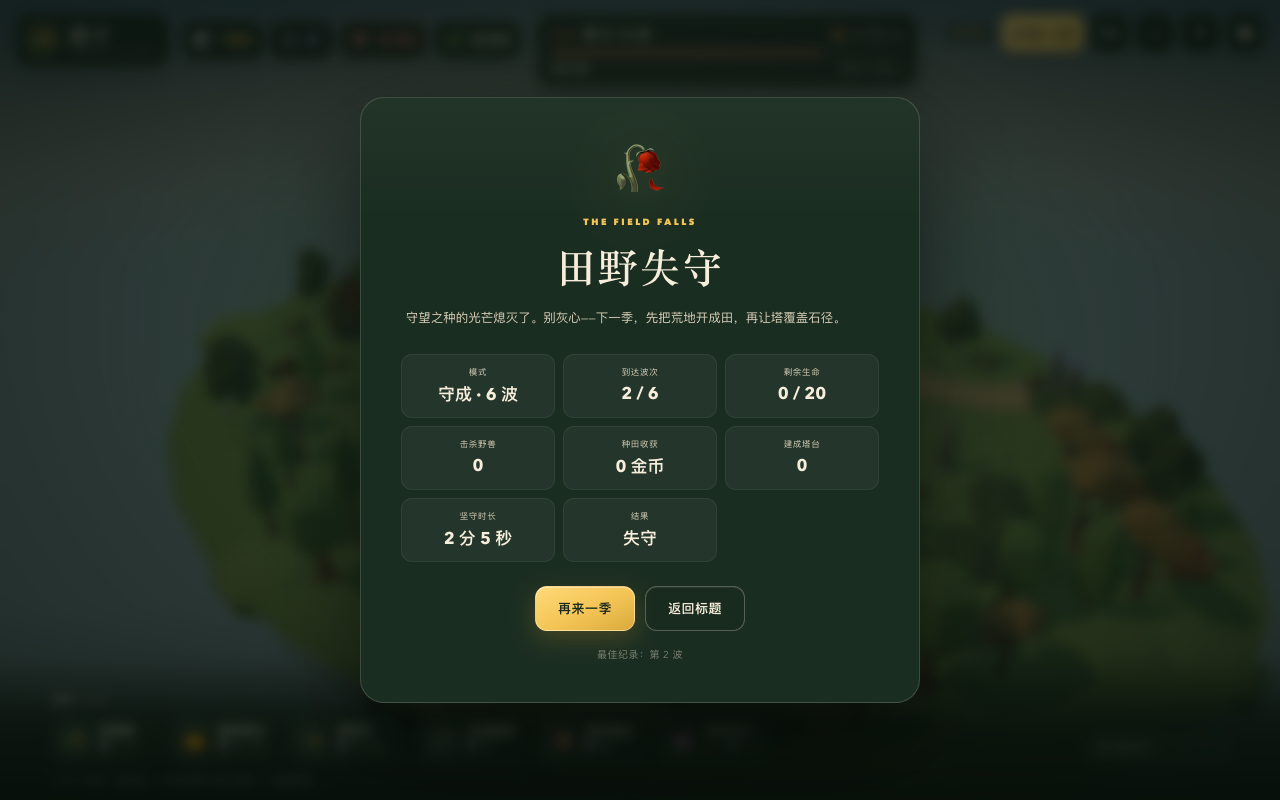 THE FIELD FALLS
田野失守
守望之种的光芒熄灭了。别灰心——下一季，先把荒地开成田，再让塔覆盖石径。
模式
守成 · 6 波
到达波次
2 / 6
剩余生命
0 / 20
击杀野兽
0
种田收获
0 金币
建成塔台
0
坚守时长
2 分 5 秒
结果
失守
再来一季
返回标题
最佳纪录：第 2 波